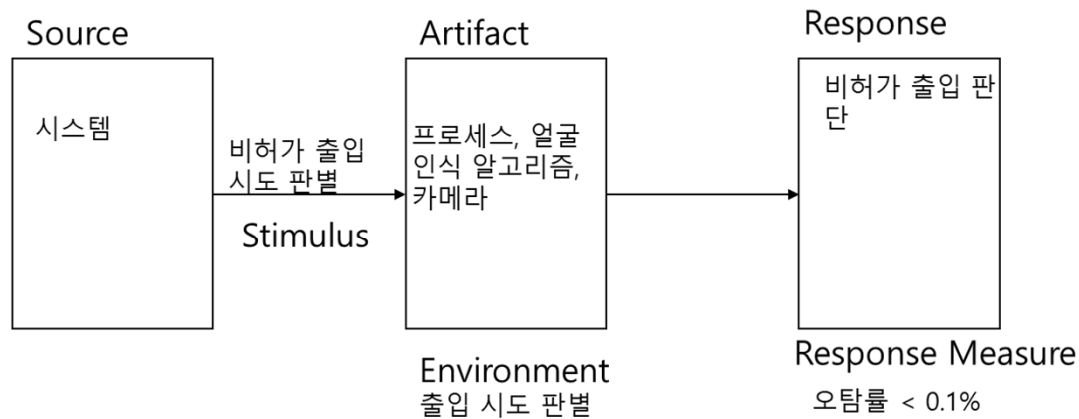 Source
시스템
비허가 출입
시도 판별
Stimulus
Artifact
프로세스, 얼굴
인식 알고리즘,
카메라
Environment
출입 시도 판별
Response
비허가 출입 판
단
Response Measure
오탐률 < 0.1%